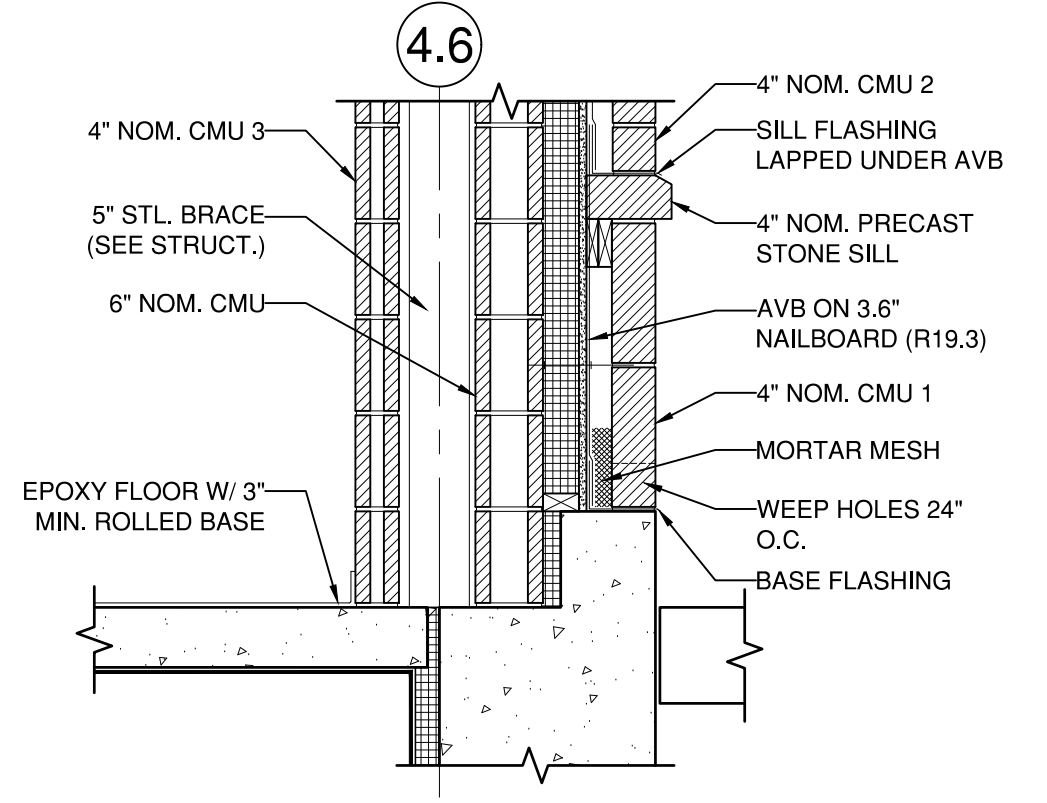 4.6
4" NOM. CMU 3
5" STL. BRACE
(SEE STRUCT.)
6" NOM. CMU
EPOXY FLOOR W/ 3"
MIN. ROLLED BASE
4" NOM. CMU 2
SILL FLASHING
LAPPED UNDER AVB
4" NOM. PRECAST
STONE SILL
AVB ON 3.6"
NAILBOARD (R19.3)
4" NOM. CMU 1
MORTAR MESH
WEEP HOLES 24"
O.C.
BASE FLASHING